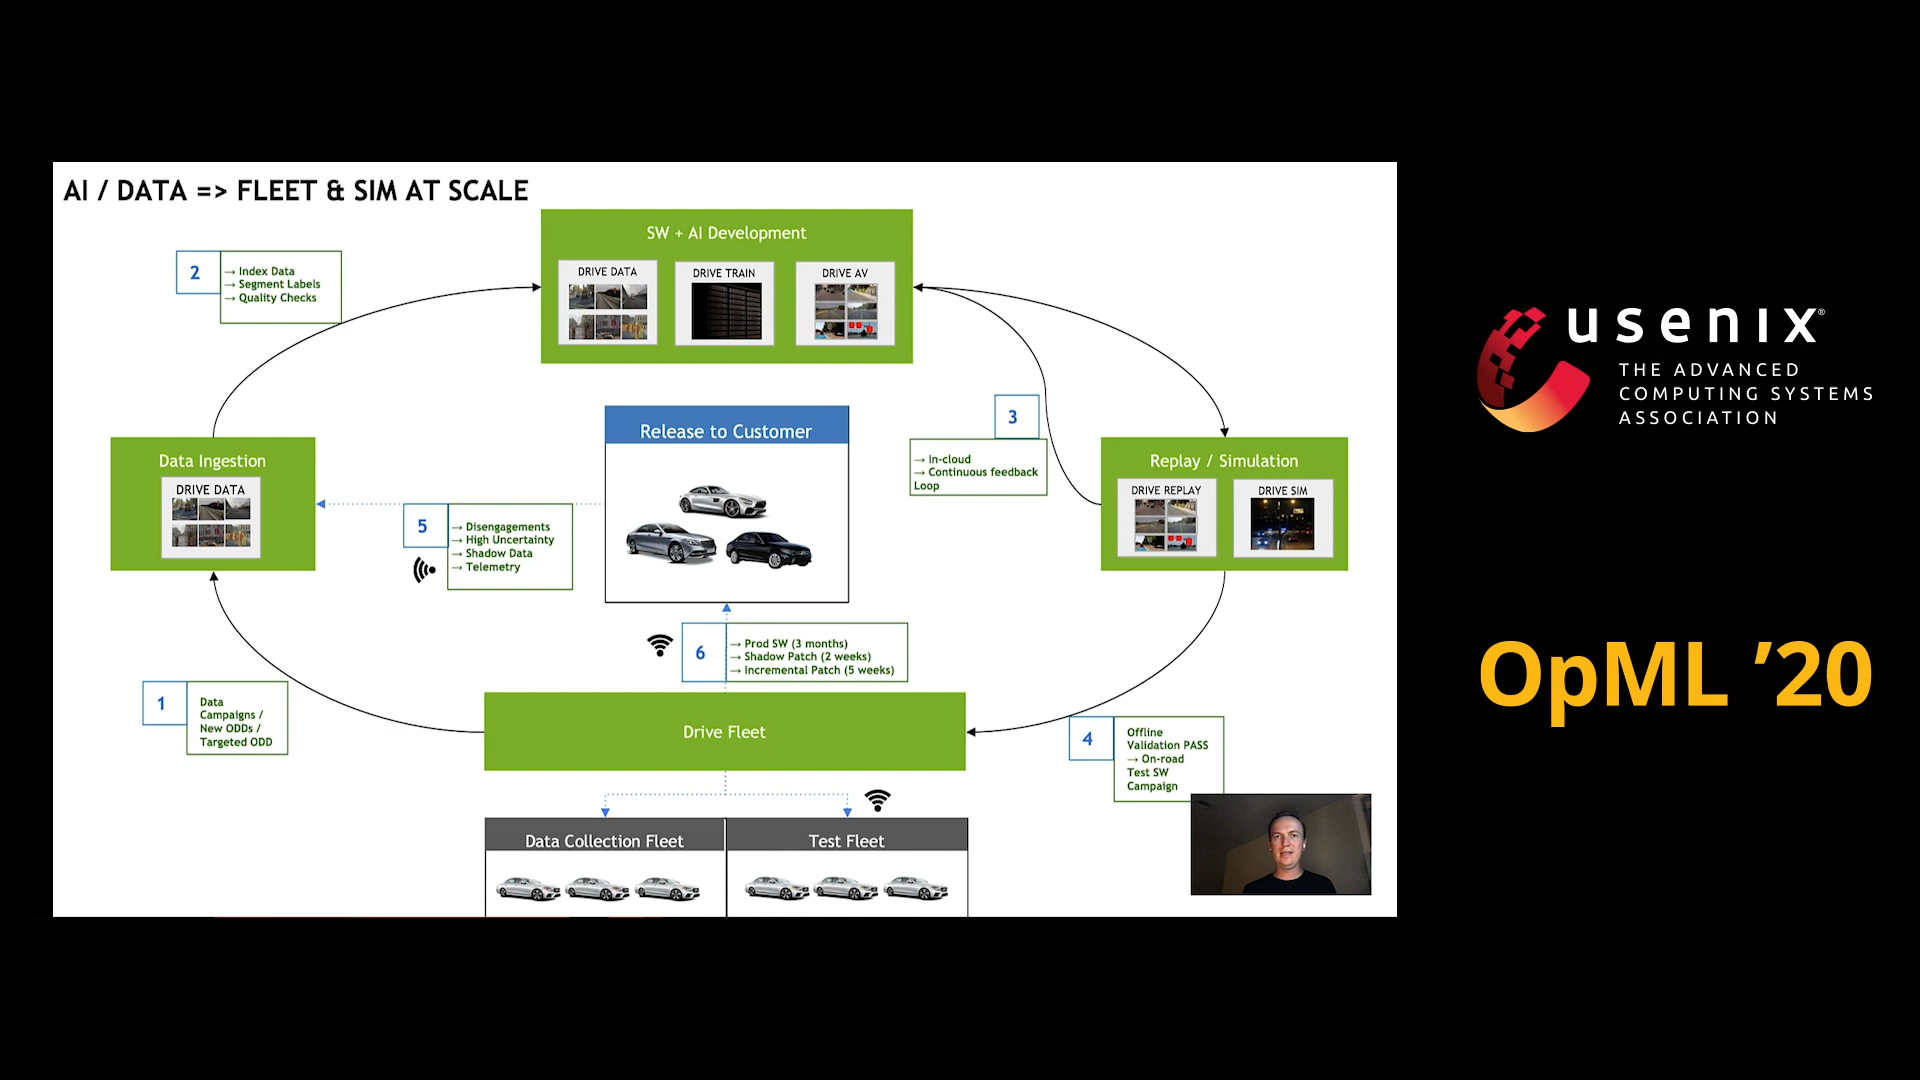 AI / DATA => FLEET & SIM AT SCALE
SW + AI Development
DRIVE DATA
DRIVE TRAIN
DRIVE AV
2
→ Index Data
→ Segment Labels
→ Quality Checks
Release to Customer
3
→ In-cloud
→ Continuous feedback
Loop
Data Ingestion
DRIVE DATA
Replay / Simulation
DRIVE REPLAY
DRIVE SIM
5
→ Disengagements
→ High Uncertainty
→ Shadow Data
→ Telemetry
6
→ Prod SW (3 months)
→ Shadow Patch (2 weeks)
→ Incremental Patch (5 weeks)
1
Data
Campaigns /
New ODDs /
Targeted ODD
Drive Fleet
4
Offline
Validation PASS
→ On-road
Test SW
Campaign
Data Collection Fleet
Test Fleet
usenix®
THE ADVANCED
COMPUTING SYSTEMS
ASSOCIATION
OpML ’20